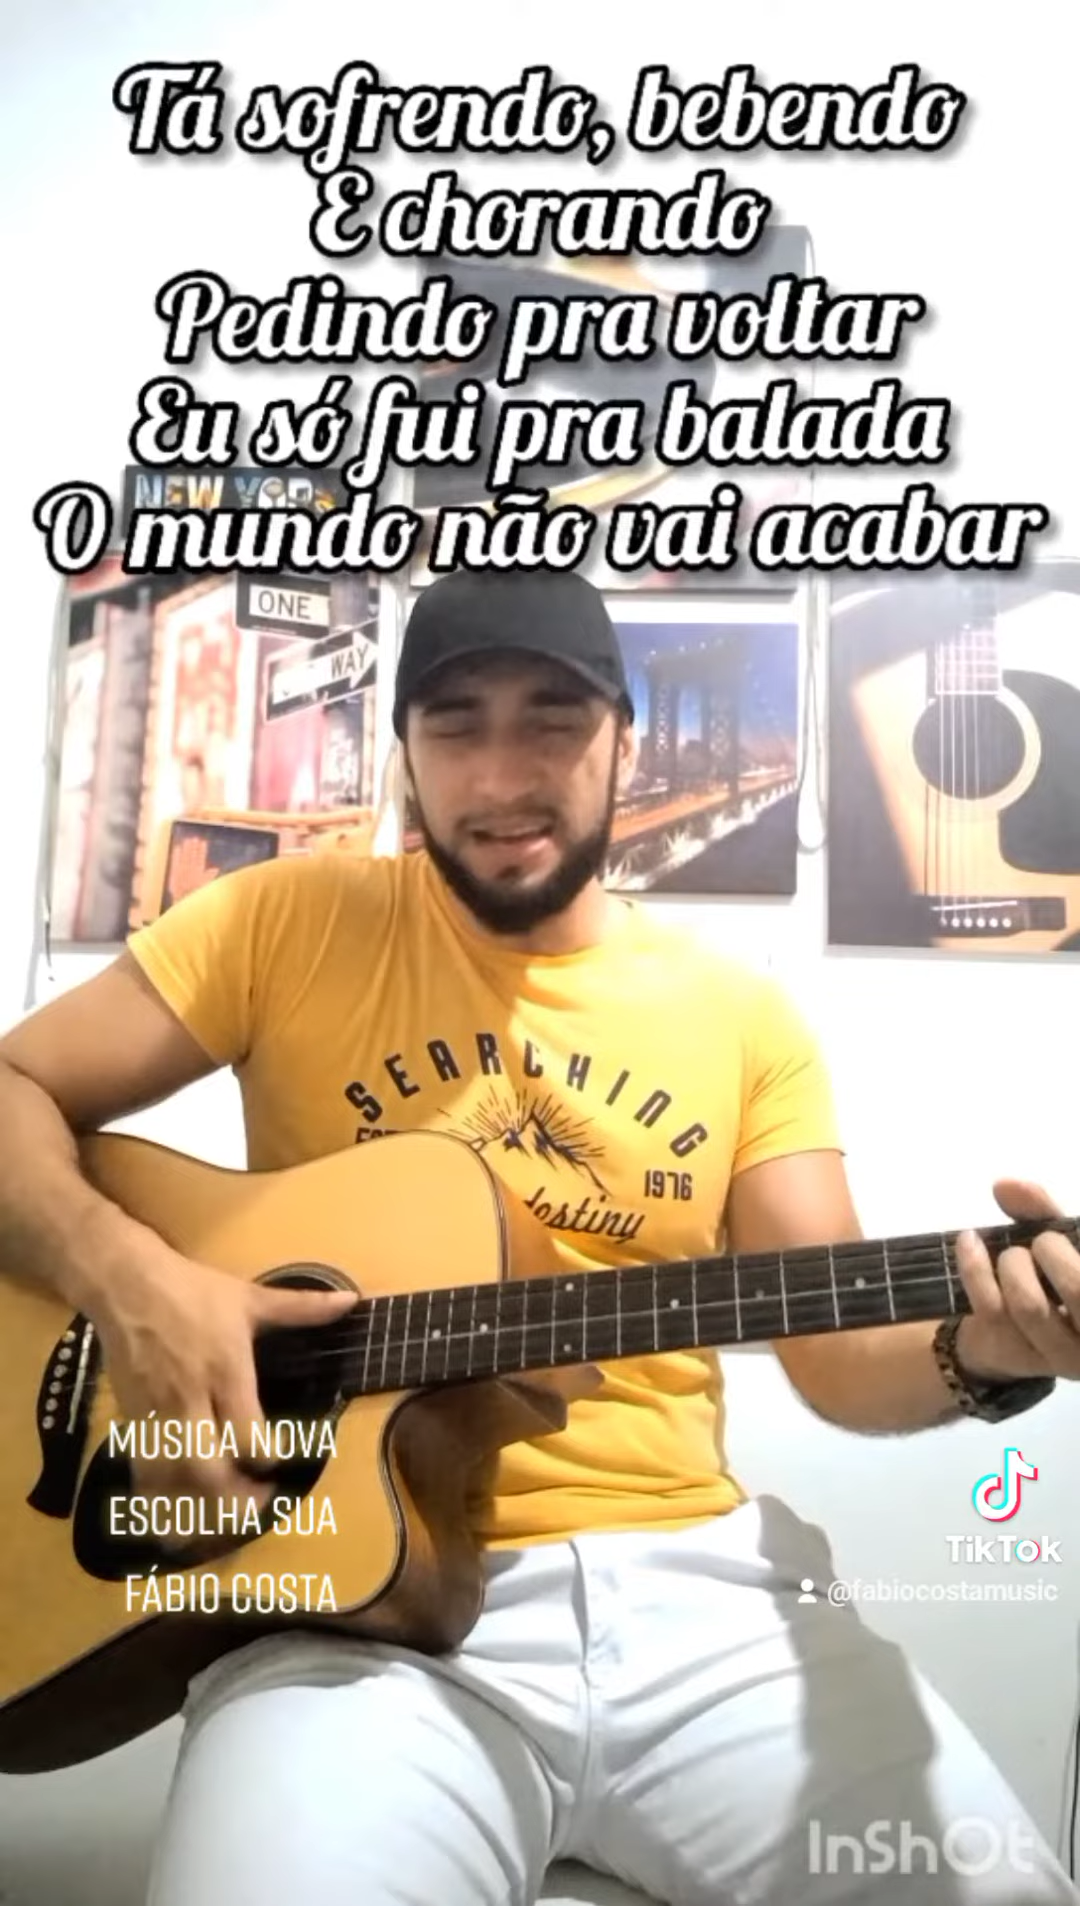 Tá sofrendo, bebendo
E chorando
Pedindo pra voltar
Eu só fui pra balada
O mundo não vai acabar
NEW YORK
ONE
WAY
SEARCHING
1976
destiny
MÚSICA NOVA
ESCOLHA SUA
FÁBIO COSTA
TikTok
@fabiocostamusic
InShOt